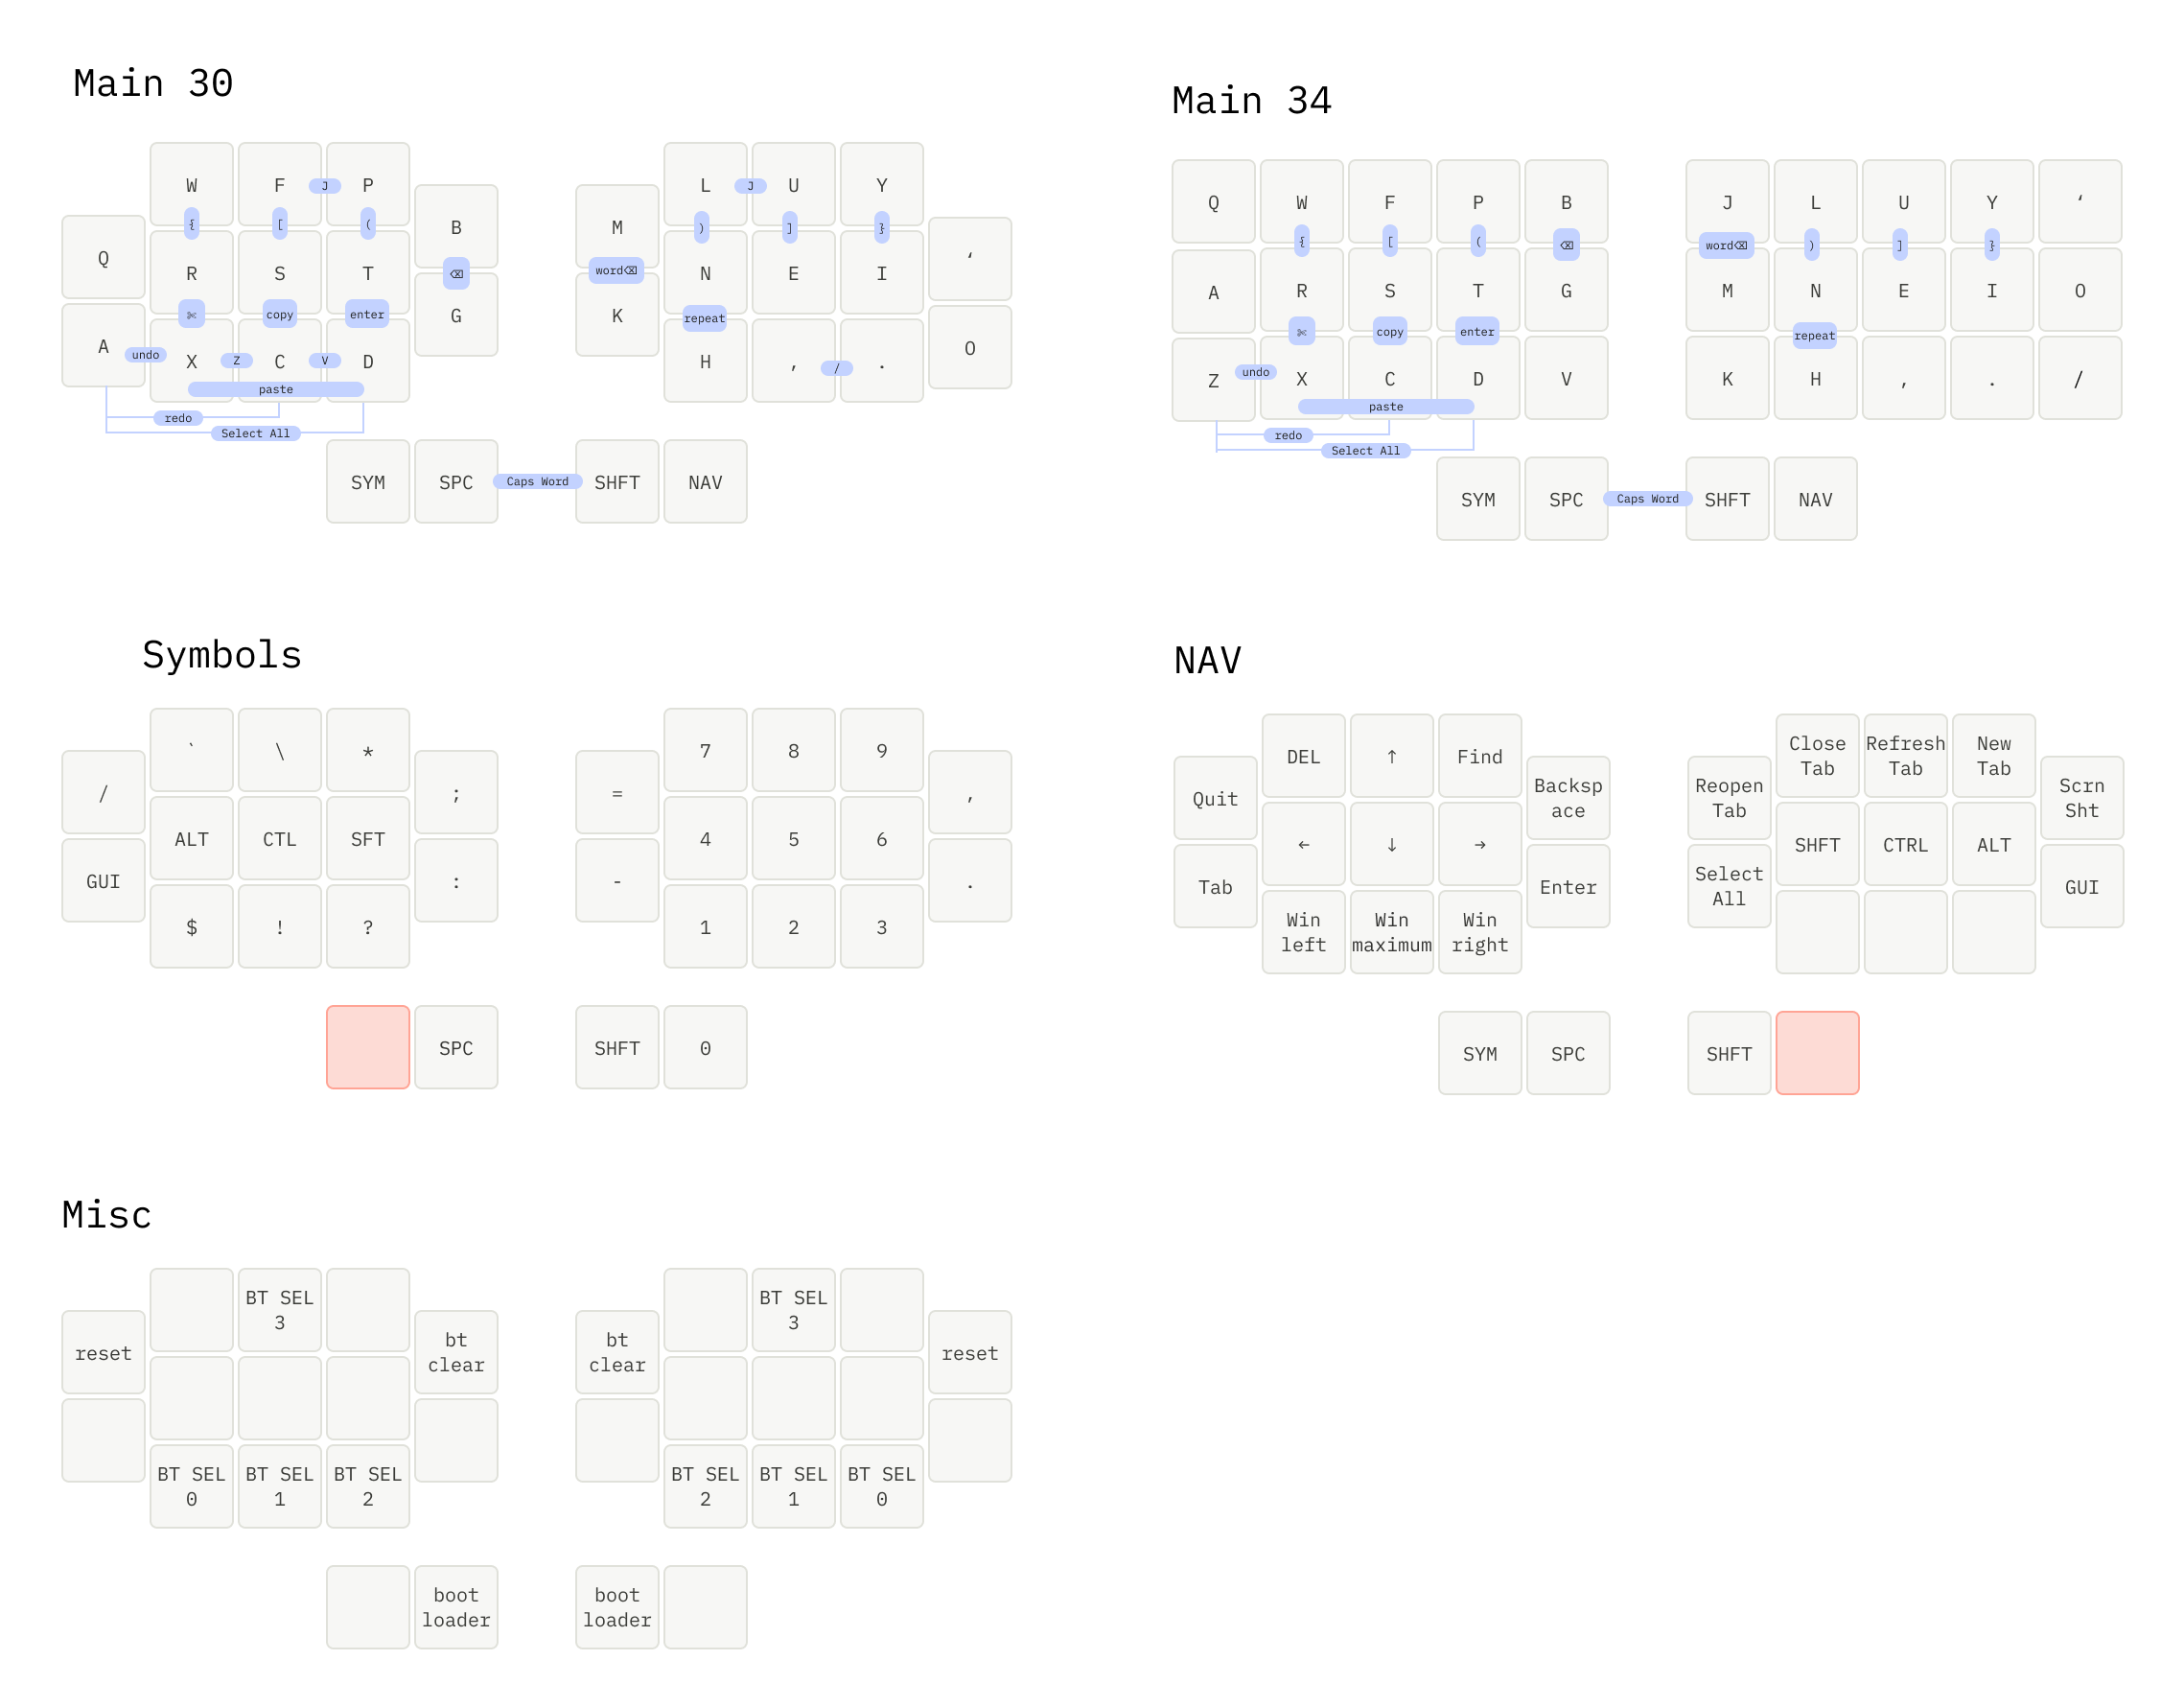 Main 30
W F J P
{ [ (
Q R S T B
⌫
✄ copy enter
A undo X Z C V D G
paste
redo
Select All
L J U Y
M ) ] } ‘
word⌫ N E I
K repeat O
H , / .
SYM SPC Caps Word SHFT NAV
Main 34
Q W F P B J L U Y ‘
{ [ ( ⌫ word⌫ ) ] }
A R S T G M N E I O
✄ copy enter repeat
Z undo X C D V K H , . /
paste
redo
Select All
SYM SPC Caps Word SHFT NAV
Symbols
` \ * 7 8 9
/ ; = ,
ALT CTL SFT 4 5 6
GUI : - .
$ ! ? 1 2 3
SPC SHFT 0
NAV
DEL ↑ Find Close Tab Refresh Tab New Tab
Quit Backsp ace Reopen Tab Scrn Sht
← ↓ → SHFT CTRL ALT
Tab Enter Select All GUI
Win left Win maximum Win right
SYM SPC SHFT
Misc
BT SEL 3 BT SEL 3
reset bt clear bt clear reset
BT SEL 0 BT SEL 1 BT SEL 2 BT SEL 2 BT SEL 1 BT SEL 0
boot loader boot loader